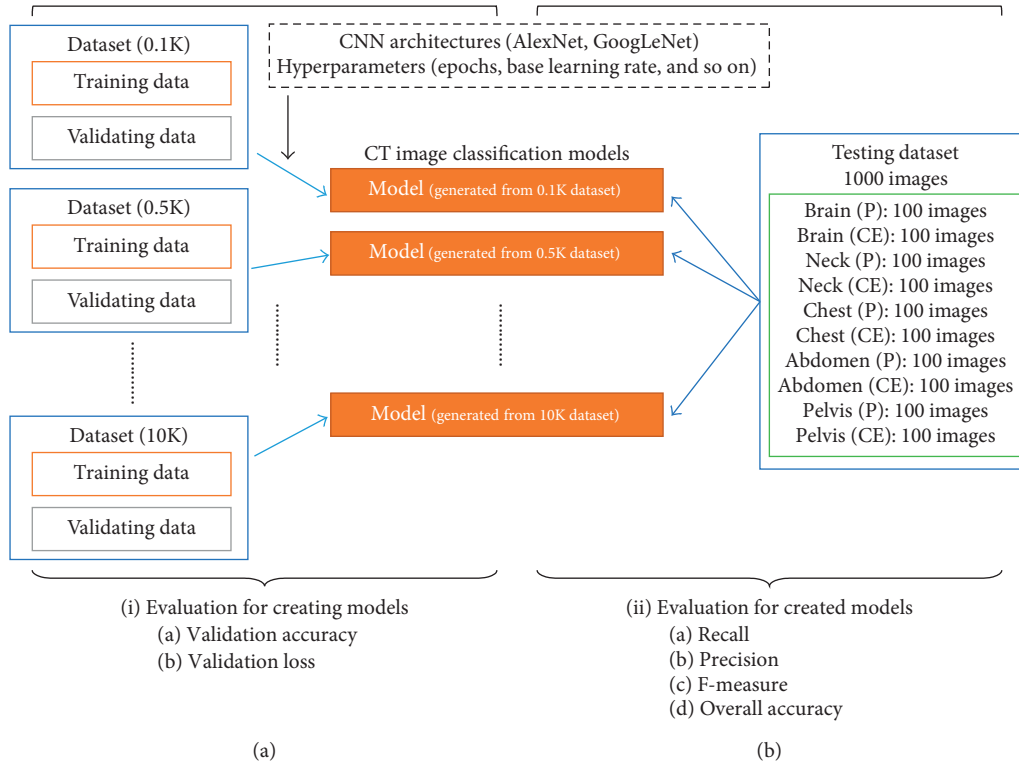 Dataset (0.1K)
Training data
Validating data
Dataset (0.5K)
Training data
Validating data
Dataset (10K)
Training data
Validating data
CNN architectures (AlexNet, GoogLeNet)
Hyperparameters (epochs, base learning rate, and so on)
CT image classification models
Model (generated from 0.1K dataset)
Model (generated from 0.5K dataset)
Model (generated from 10K dataset)
Testing dataset
1000 images
Brain (P): 100 images
Brain (CE): 100 images
Neck (P): 100 images
Neck (CE): 100 images
Chest (P): 100 images
Chest (CE): 100 images
Abdomen (P): 100 images
Abdomen (CE): 100 images
Pelvis (P): 100 images
Pelvis (CE): 100 images
(i) Evaluation for creating models
(a) Validation accuracy
(b) Validation loss
(ii) Evaluation for created models
(a) Recall
(b) Precision
(c) F-measure
(d) Overall accuracy
(a)
(b)